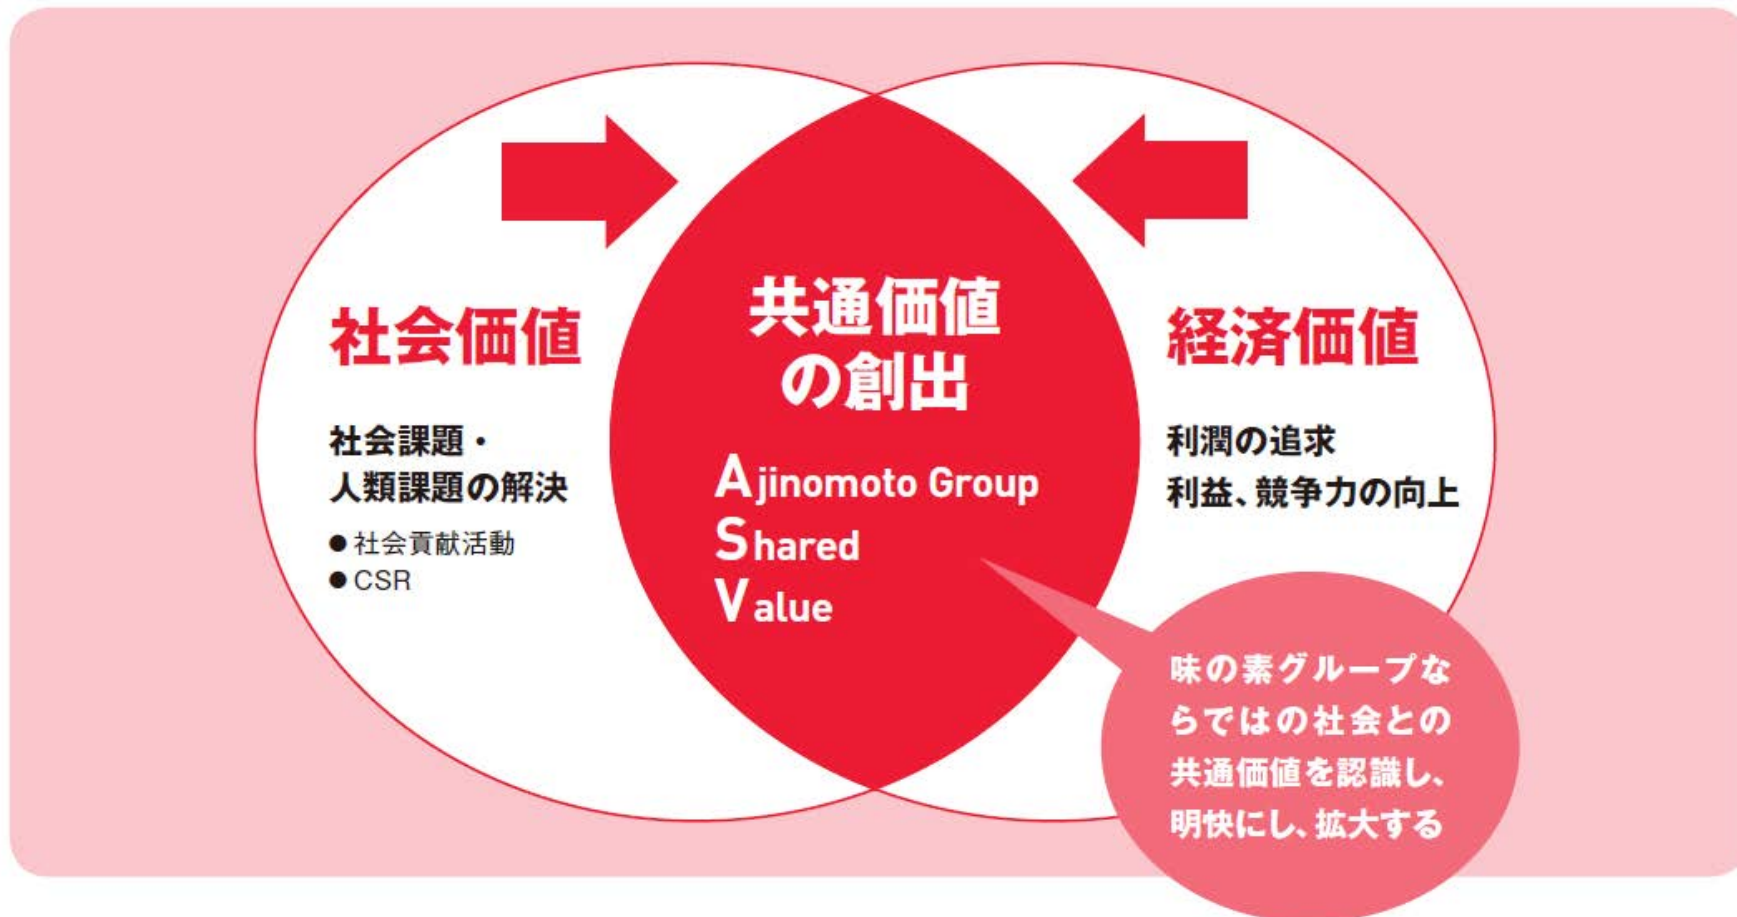 社会価値
社会課題・
人類課題の解決
● 社会貢献活動
● CSR
共通価値
の創出
Ajinomoto Group
Shared
Value
経済価値
利潤の追求
利益、競争力の向上
味の素グループな
らではの社会との
共通価値を認識し、
明快にし、拡大する